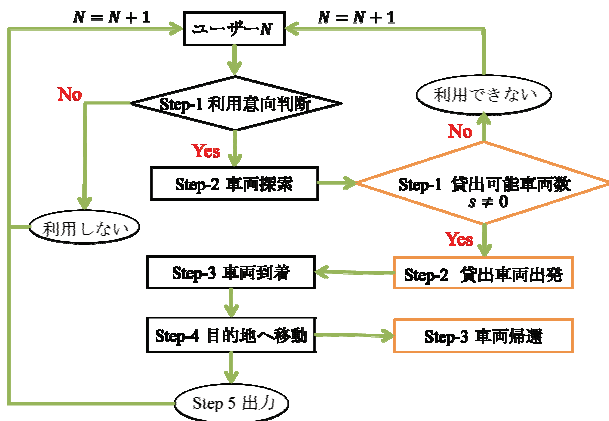 N = N + 1
N = N + 1
ユーザーN
Step-1 利用意向判断
利用できない
No
No
Yes
Step-2 車両探索
Step-1 貸出可能車両数
s ≠ 0
利用しない
Yes
Step-3 車両到着
Step-2 貸出車両出発
Step-4 目的地へ移動
Step-3 車両帰還
Step 5 出力